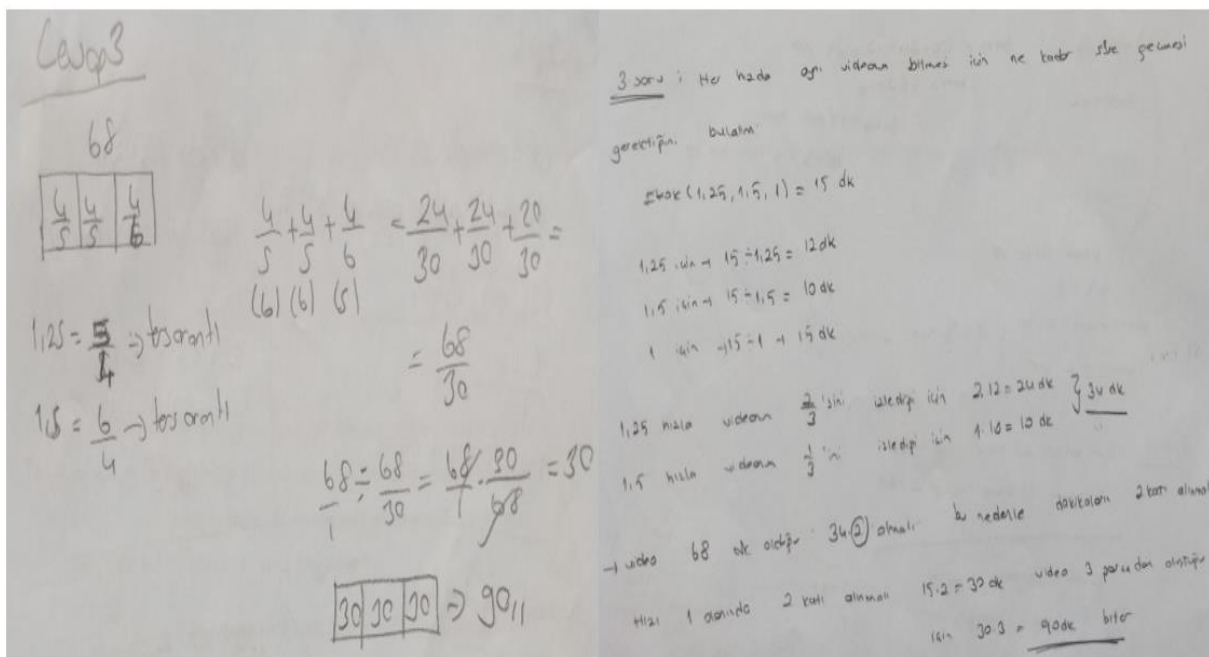 Cevap3
68
4/5 4/5 4/6
4/5 + 4/5 + 4/6 = 24/30 + 24/30 + 20/30 =
(6) (6) (5)
1,25 = 5/4 → ters orantı
= 68/30
1,5 = 6/4 → ters orantı
68/1 ÷ 68/30 = 68/1 . 30/68 = 30
30 30 30 ⇒ 90,,
3 soru : Her hızda aynı videonun bitmesi için ne kadar süre geçmesi
gerektiğini bulalım
Ekok (1,25, 1,5, 1) = 15 dk
1,25 için → 15 ÷ 1,25 = 12 dk
1,5 için → 15 ÷ 1,5 = 10 dk
1 için → 15 ÷ 1 → 15 dk
1,25 hızla videonun 2/3 'sini izlediği için 2.12 = 24 dk } 34 dk
1,5 hızla videonun 1/3 'ini izlediği için 1.10 = 10 dk
→ video 68 dk olduğu 34.2 olmalı bu nedenle dakikaların 2 katı alınmalı
Hızı 1 olanında 2 katı alınmalı 15.2 = 30 dk video 3 parçadan oluştuğu
için 30.3 = 90 dk biter